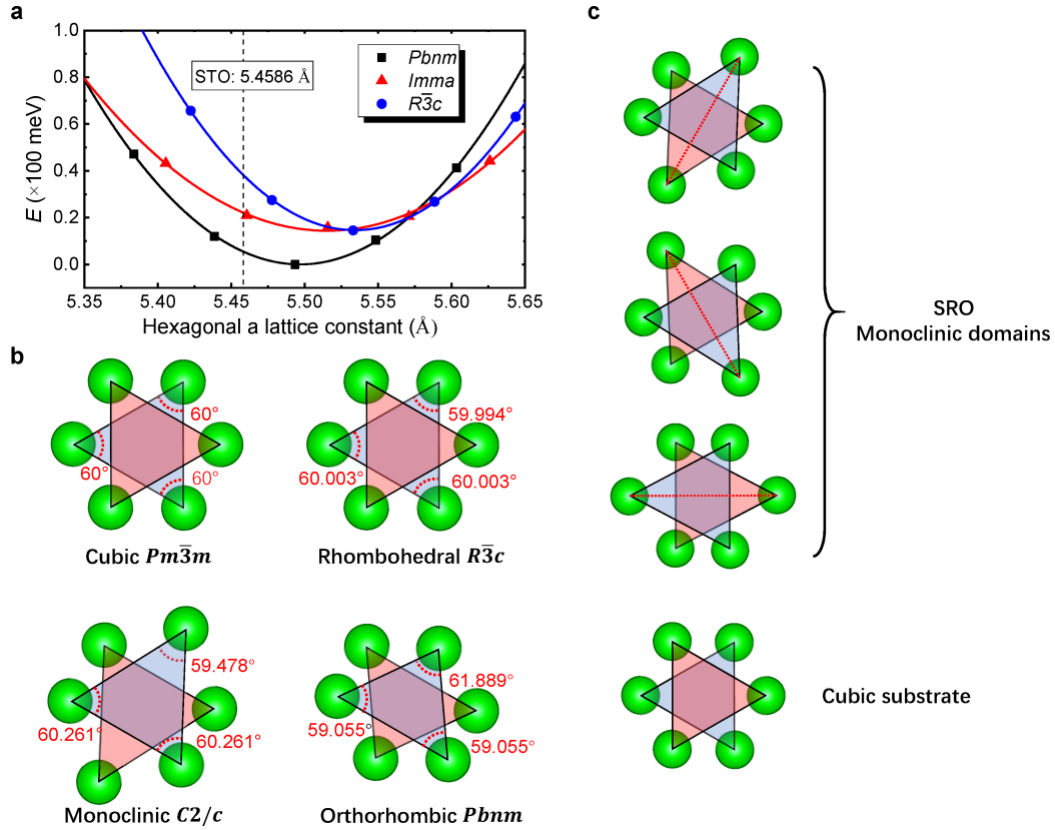 a
1.0
0.8
0.6
0.4
0.2
0.0
E (×100 meV)
STO: 5.4586 Å
Pbnm
Imma
R3̅c
5.35 5.40 5.45 5.50 5.55 5.60 5.65
Hexagonal a lattice constant (Å)
b
60°
60°
60°
Cubic Pm3̅m
59.994°
60.003°
60.003°
Rhombohedral R3̅c
59.478°
60.261°
60.261°
Monoclinic C2/c
61.889°
59.055°
59.055°
Orthorhombic Pbnm
c
SRO
Monoclinic domains
Cubic substrate